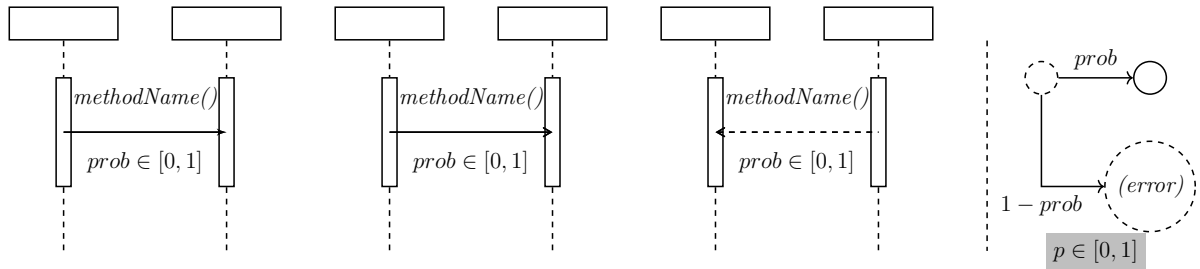 methodName()
prob ∈ [0, 1]
methodName()
prob ∈ [0, 1]
methodName()
prob ∈ [0, 1]
prob
(error)
1 − prob
p ∈ [0, 1]